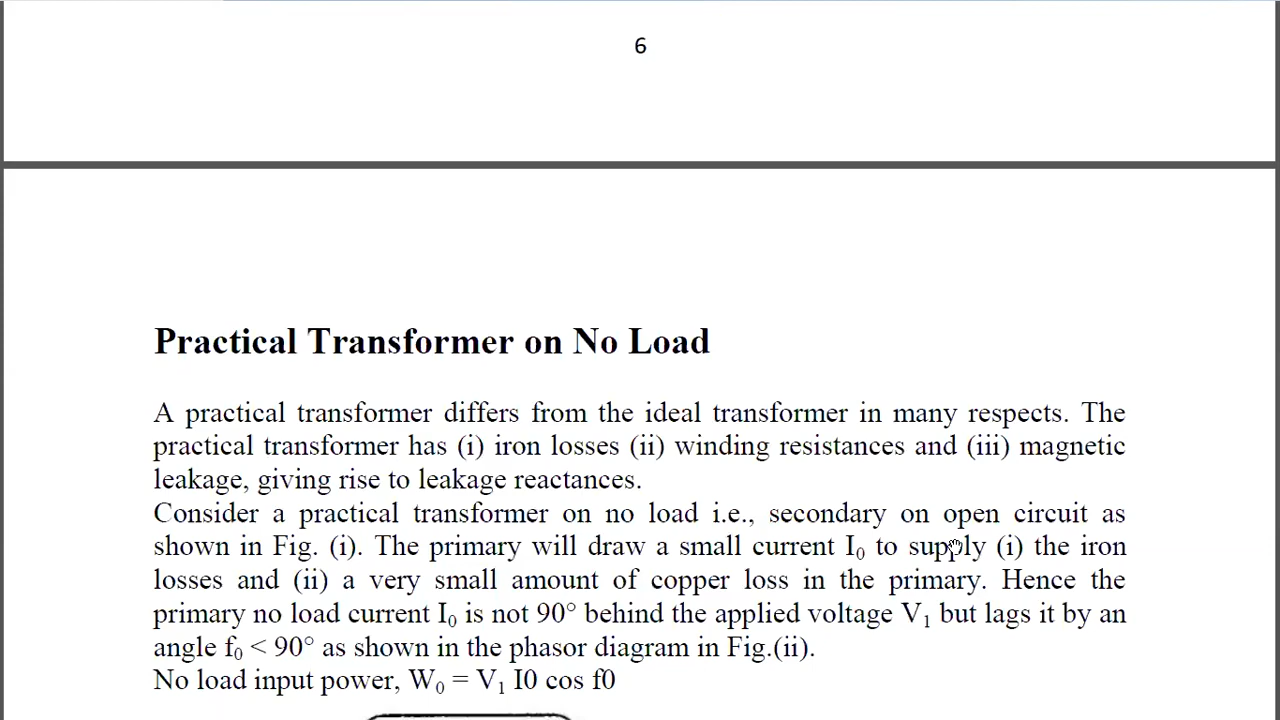 6
Practical Transformer on No Load
A practical transformer differs from the ideal transformer in many respects. The
practical transformer has (i) iron losses (ii) winding resistances and (iii) magnetic
leakage, giving rise to leakage reactances.
Consider a practical transformer on no load i.e., secondary on open circuit as
shown in Fig. (i). The primary will draw a small current I₀ to supply (i) the iron
losses and (ii) a very small amount of copper loss in the primary. Hence the
primary no load current I₀ is not 90° behind the applied voltage V₁ but lags it by an
angle f₀ < 90° as shown in the phasor diagram in Fig.(ii).
No load input power, W₀ = V₁ I0 cos f0